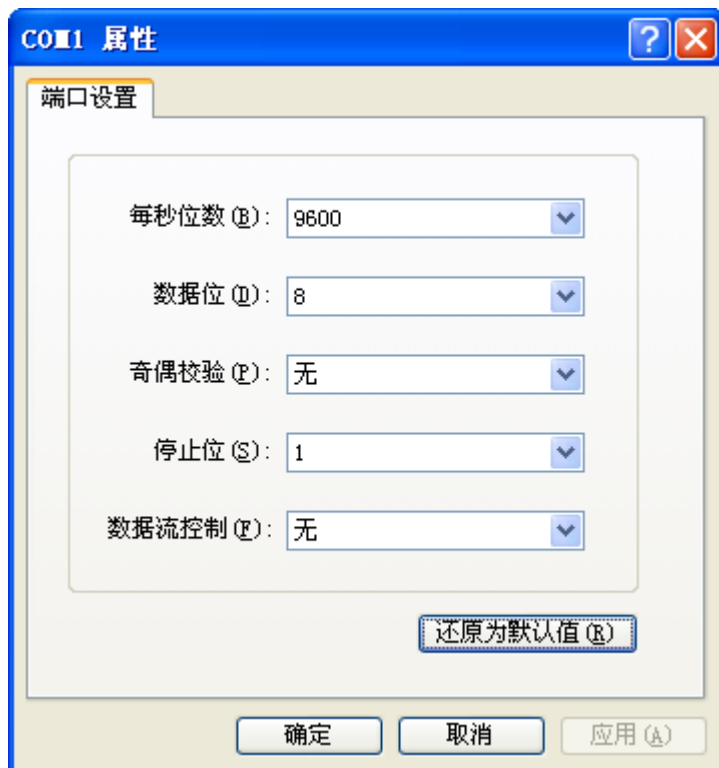 COM1 属性
端口设置
每秒位数(B): 9600
数据位(D): 8
奇偶校验(P): 无
停止位(S): 1
数据流控制(F): 无
还原为默认值(R)
确定 取消 应用(A)